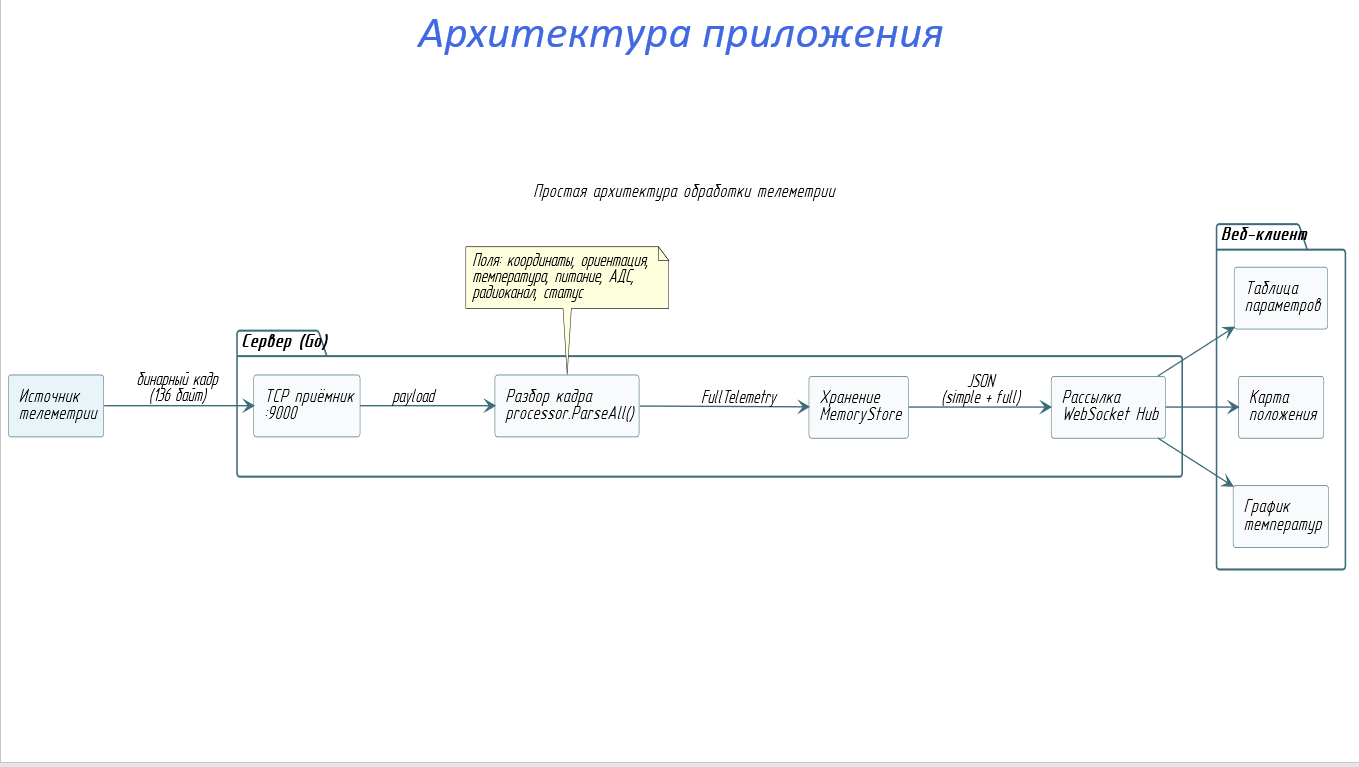 Архитектура приложения
Простая архитектура обработки телеметрии
Поля: координаты, ориентация,
температура, питание, АДС,
радиоканал, статус
Источник
телеметрии
бинарный кадр
(136 байт)
Сервер (Go)
TCP приёмник
:9000
payload
Разбор кадра
processor.ParseAll()
FullTelemetry
Хранение
MemoryStore
JSON
(simple + full)
Рассылка
WebSocket Hub
Веб-клиент
Таблица
параметров
Карта
положения
График
температур